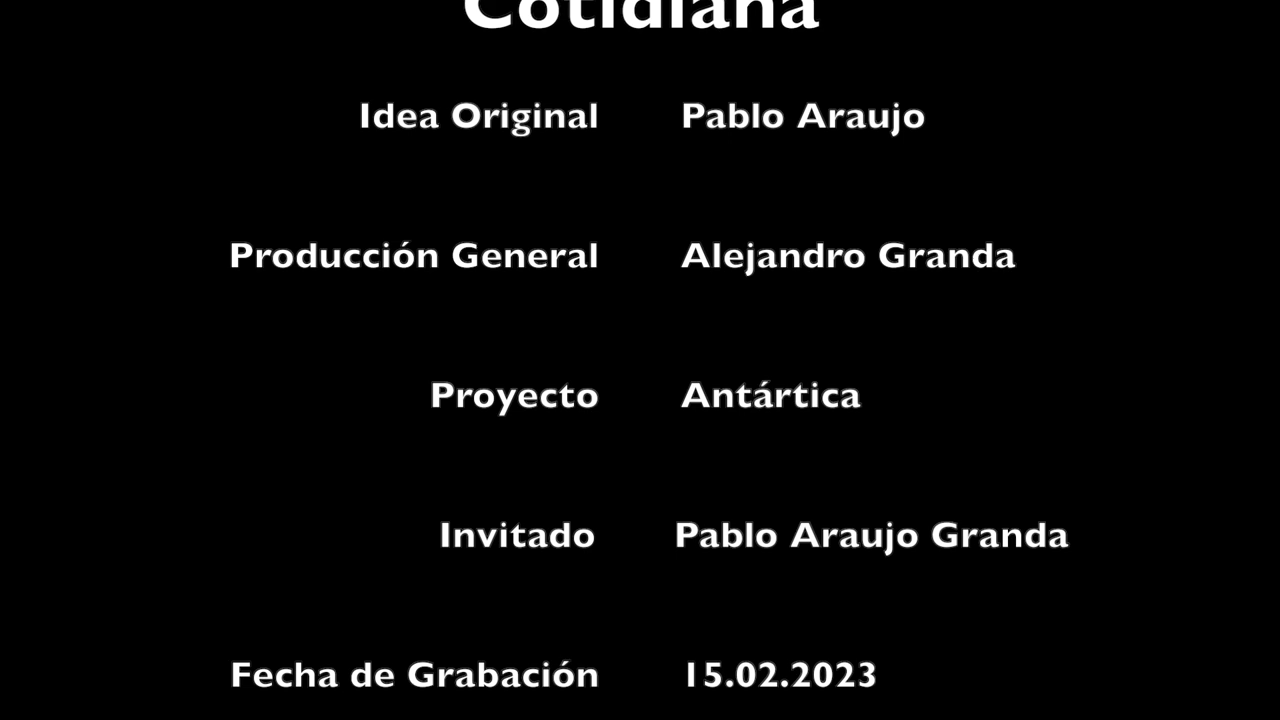 Cotidiana
Idea Original Pablo Araujo
Producción General Alejandro Granda
Proyecto Antártica
Invitado Pablo Araujo Granda
Fecha de Grabación 15.02.2023